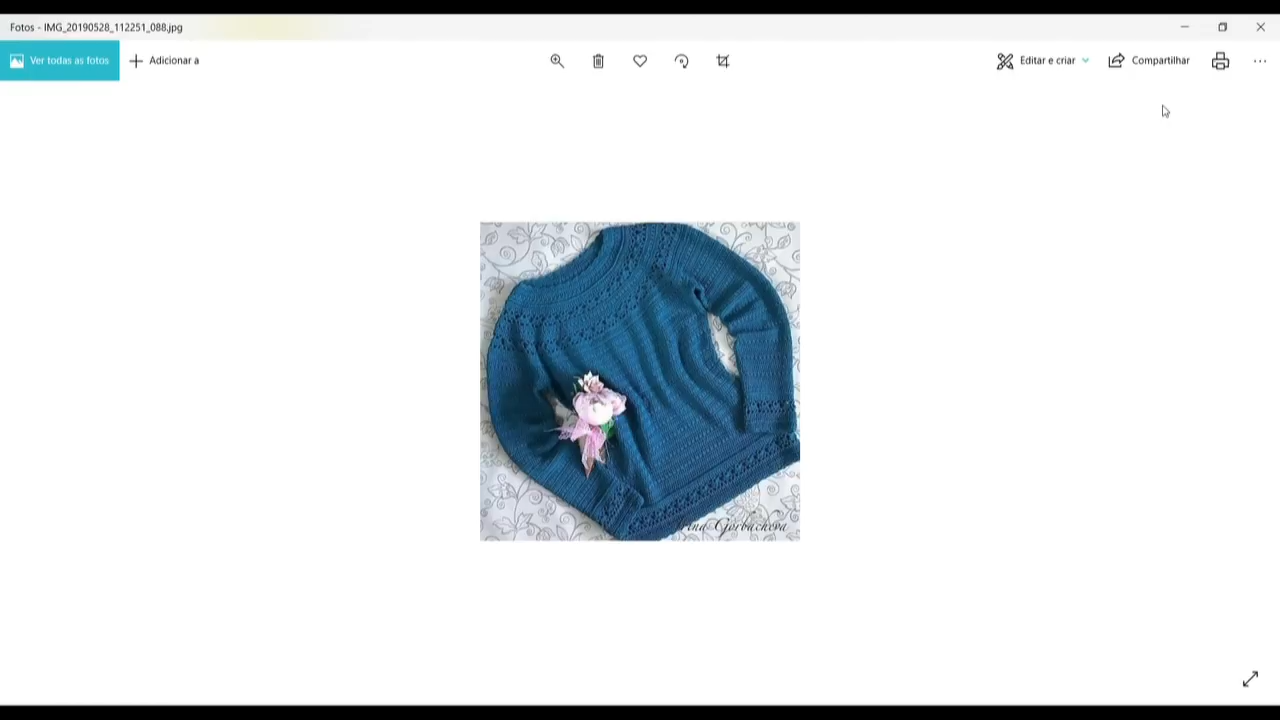 Fotos - IMG_20190528_112251_088.jpg
Ver todas as fotos
Adicionar a
Editar e criar
Compartilhar
Gorbacheva